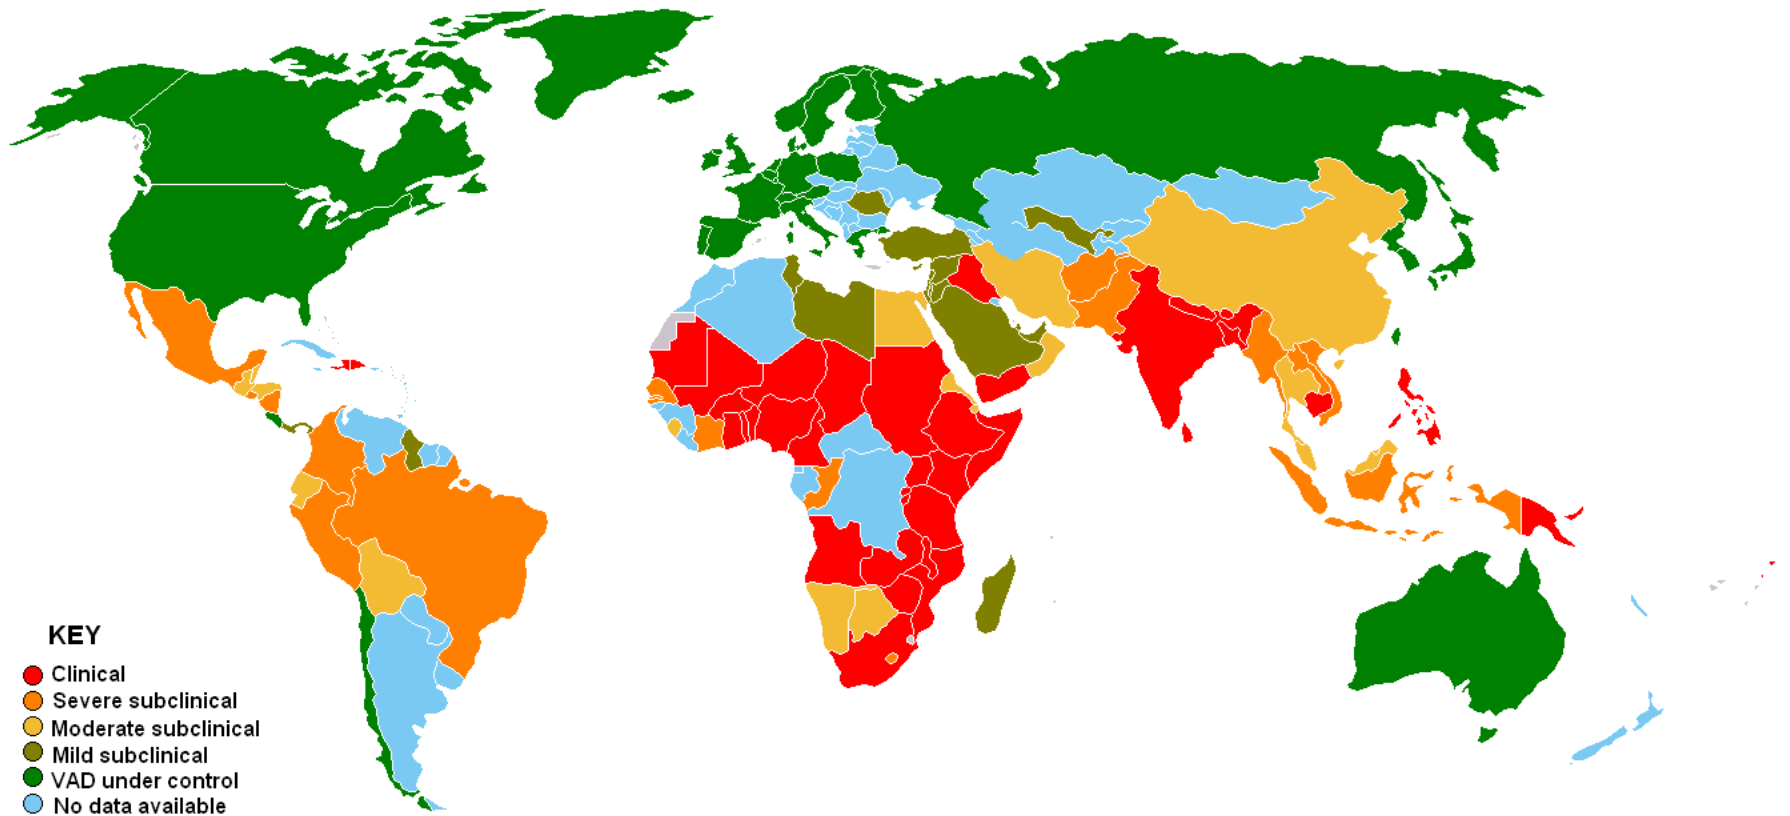 KEY
Clinical
Severe subclinical
Moderate subclinical
Mild subclinical
VAD under control
No data available